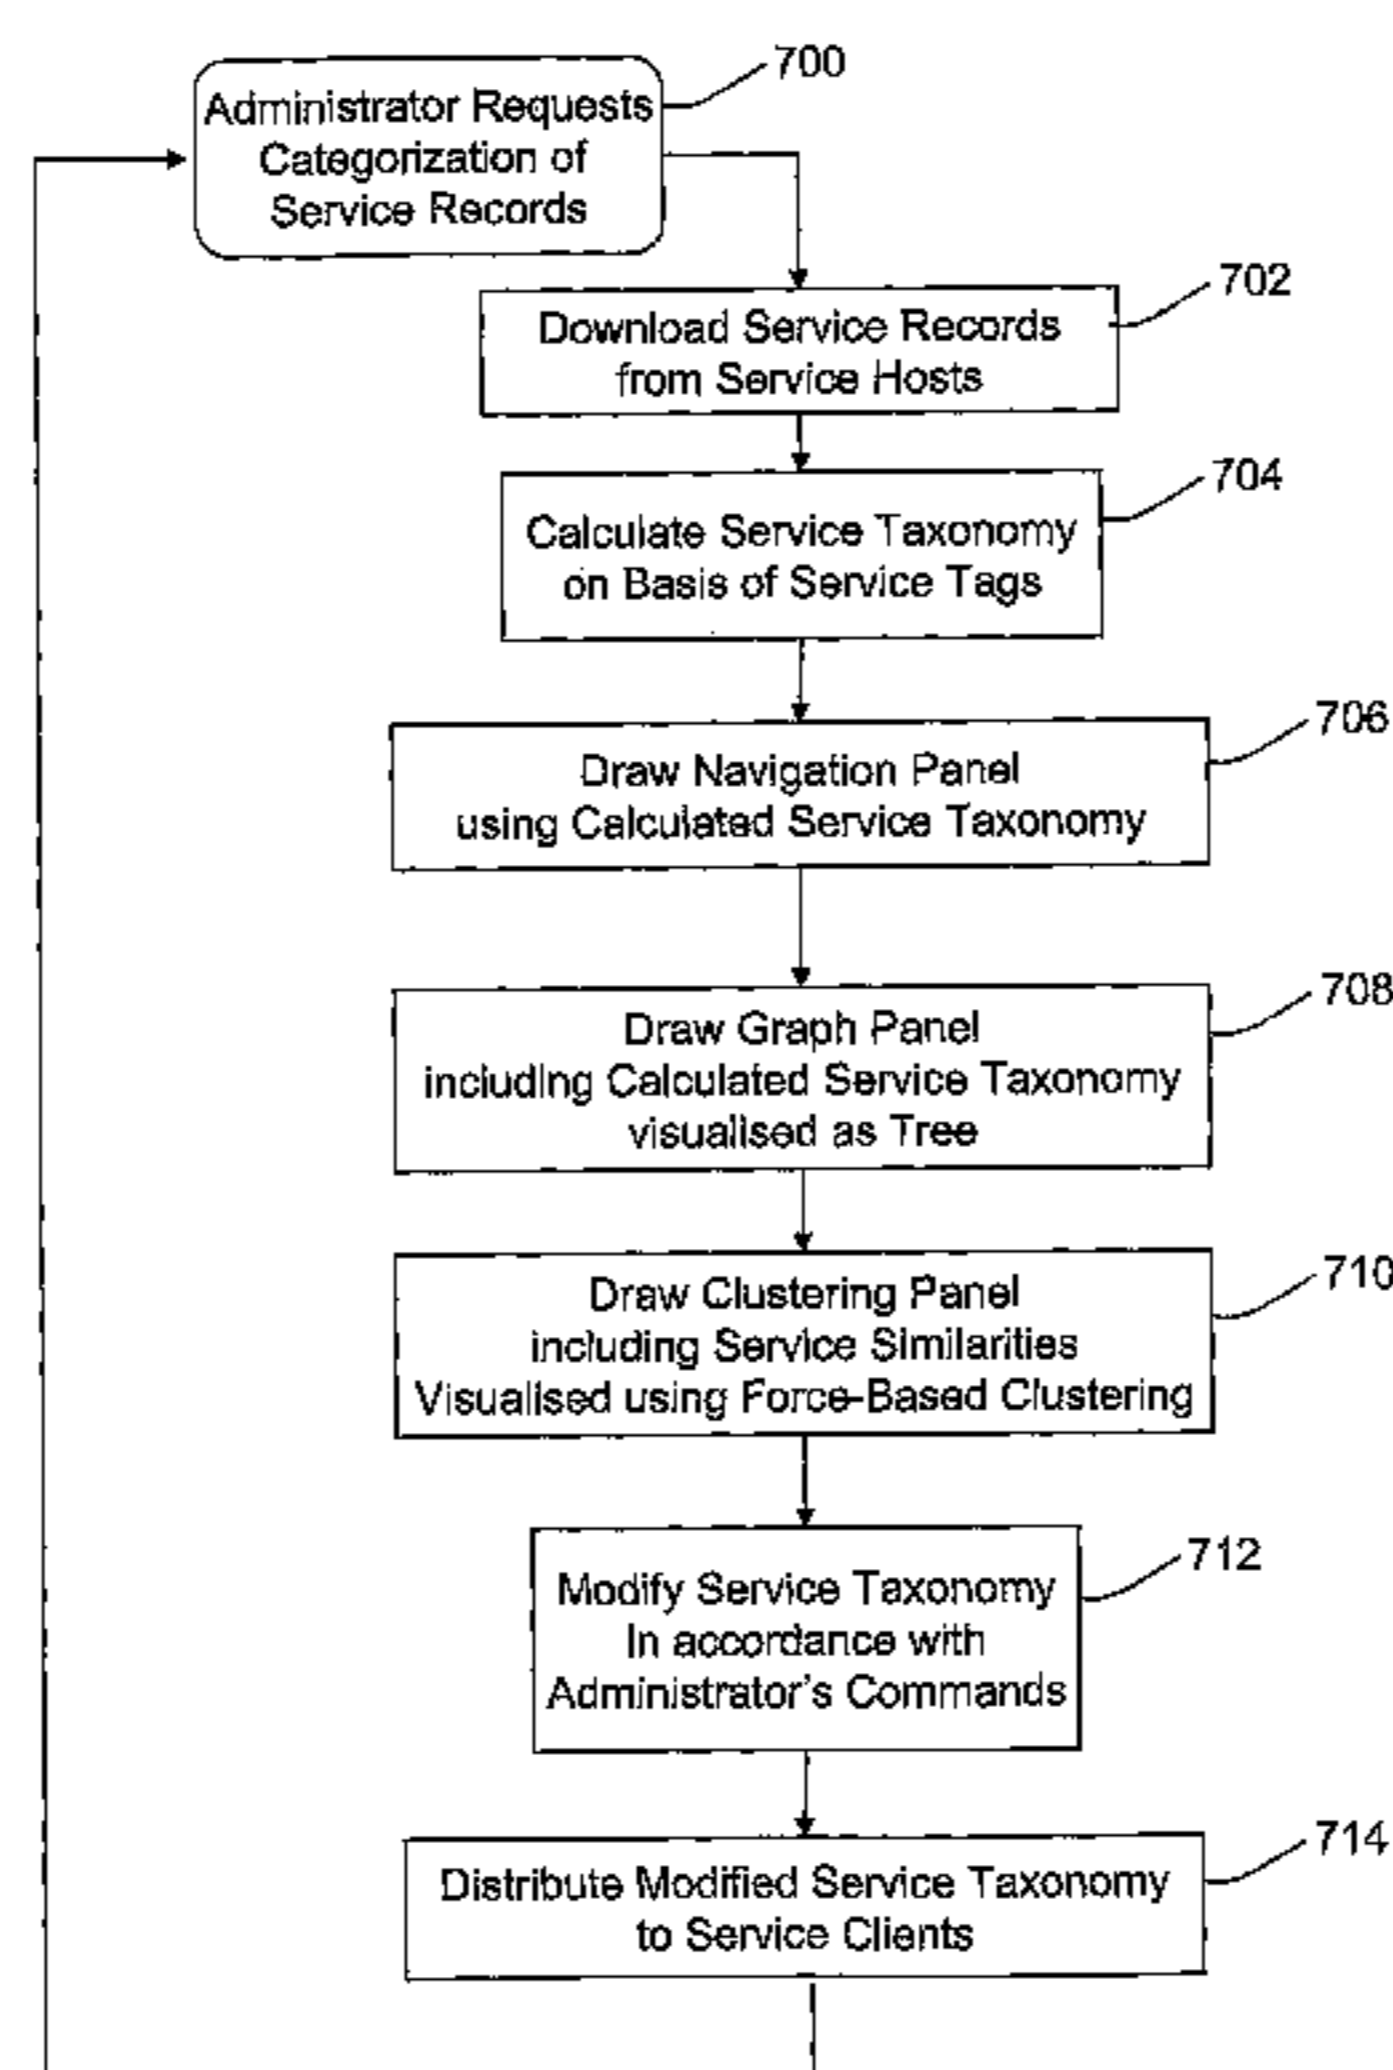 700
Administrator Requests
Categorization of
Service Records
702
Download Service Records
from Service Hosts
704
Calculate Service Taxonomy
on Basis of Service Tags
706
Draw Navigation Panel
using Calculated Service Taxonomy
708
Draw Graph Panel
including Calculated Service Taxonomy
visualised as Tree
710
Draw Clustering Panel
including Service Similarities
Visualised using Force-Based Clustering
712
Modify Service Taxonomy
In accordance with
Administrator's Commands
714
Distribute Modified Service Taxonomy
to Service Clients